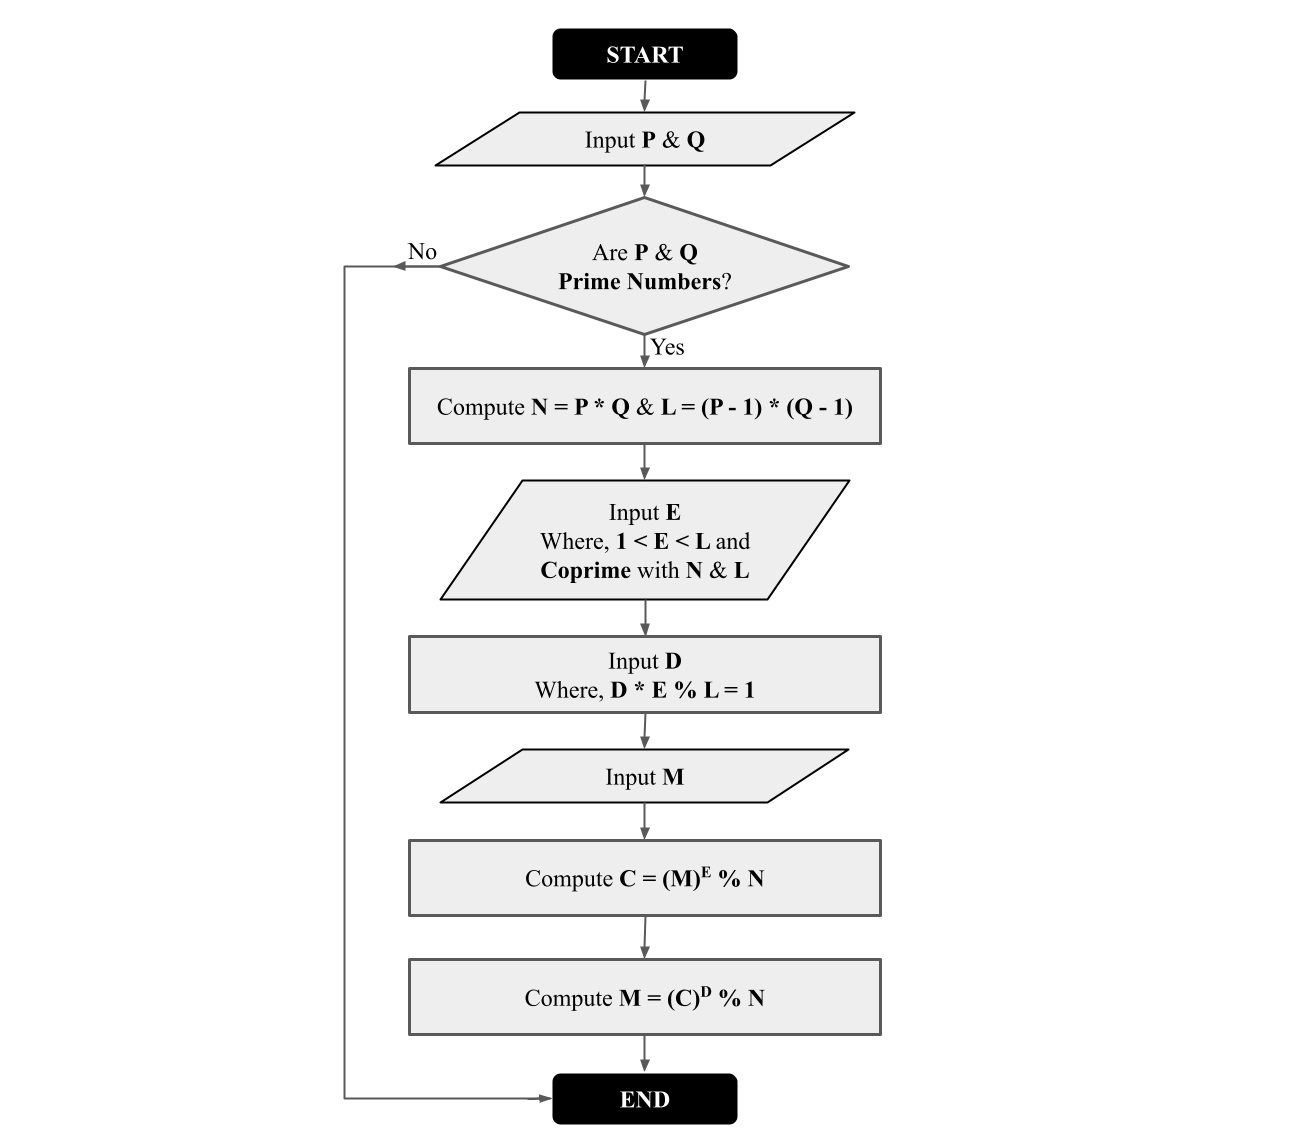 START
Input P & Q
Are P & Q
Prime Numbers?
No
Yes
Compute N = P * Q & L = (P - 1) * (Q - 1)
Input E
Where, 1 < E < L and
Coprime with N & L
Input D
Where, D * E % L = 1
Input M
Compute C = (M)ᴱ % N
Compute M = (C)ᴰ % N
END